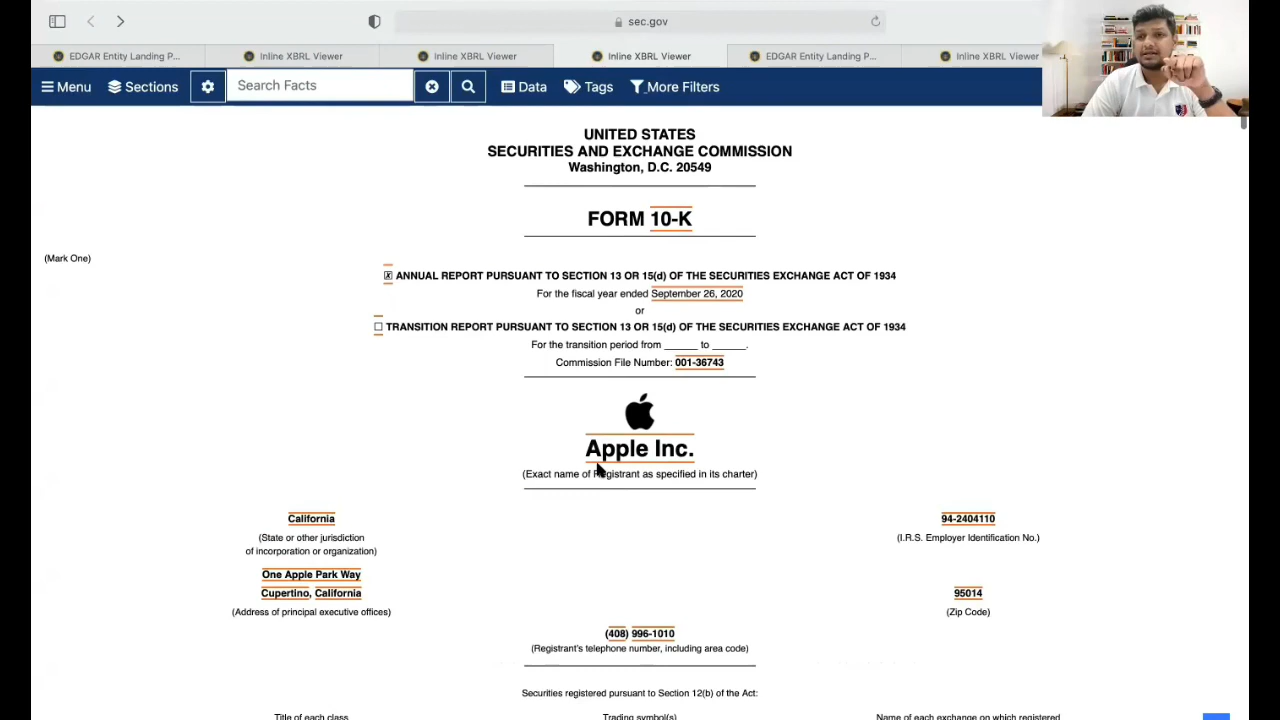 sec.gov
EDGAR Entity Landing P...
Inline XBRL Viewer
Inline XBRL Viewer
Inline XBRL Viewer
EDGAR Entity Landing P...
Inline XBRL Viewer
Menu
Sections
Search Facts
Data
Tags
More Filters
UNITED STATES
SECURITIES AND EXCHANGE COMMISSION
Washington, D.C. 20549
FORM 10-K
(Mark One)
☒ ANNUAL REPORT PURSUANT TO SECTION 13 OR 15(d) OF THE SECURITIES EXCHANGE ACT OF 1934
For the fiscal year ended September 26, 2020
or
☐ TRANSITION REPORT PURSUANT TO SECTION 13 OR 15(d) OF THE SECURITIES EXCHANGE ACT OF 1934
For the transition period from ______ to ______.
Commission File Number: 001-36743
Apple Inc.
(Exact name of Registrant as specified in its charter)
California
94-2404110
(State or other jurisdiction
of incorporation or organization)
(I.R.S. Employer Identification No.)
One Apple Park Way
Cupertino, California
95014
(Address of principal executive offices)
(Zip Code)
(408) 996-1010
(Registrant's telephone number, including area code)
Securities registered pursuant to Section 12(b) of the Act:
Title of each class
Trading symbol(s)
Name of each exchange on which registered